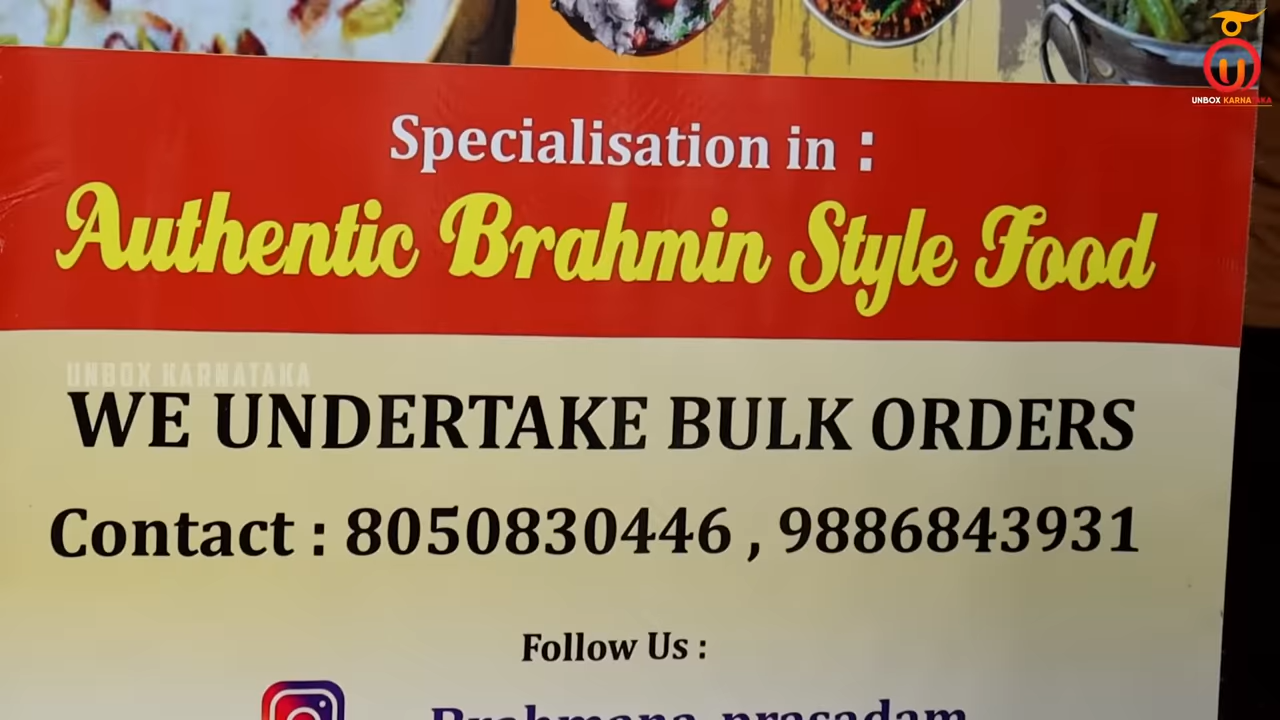 UNBOX KARNATAKA
Specialisation in :
Authentic Brahmin Style Food
UNBOX KARNATAKA
WE UNDERTAKE BULK ORDERS
Contact : 8050830446 , 9886843931
Follow Us :
Brahmana_prasadam